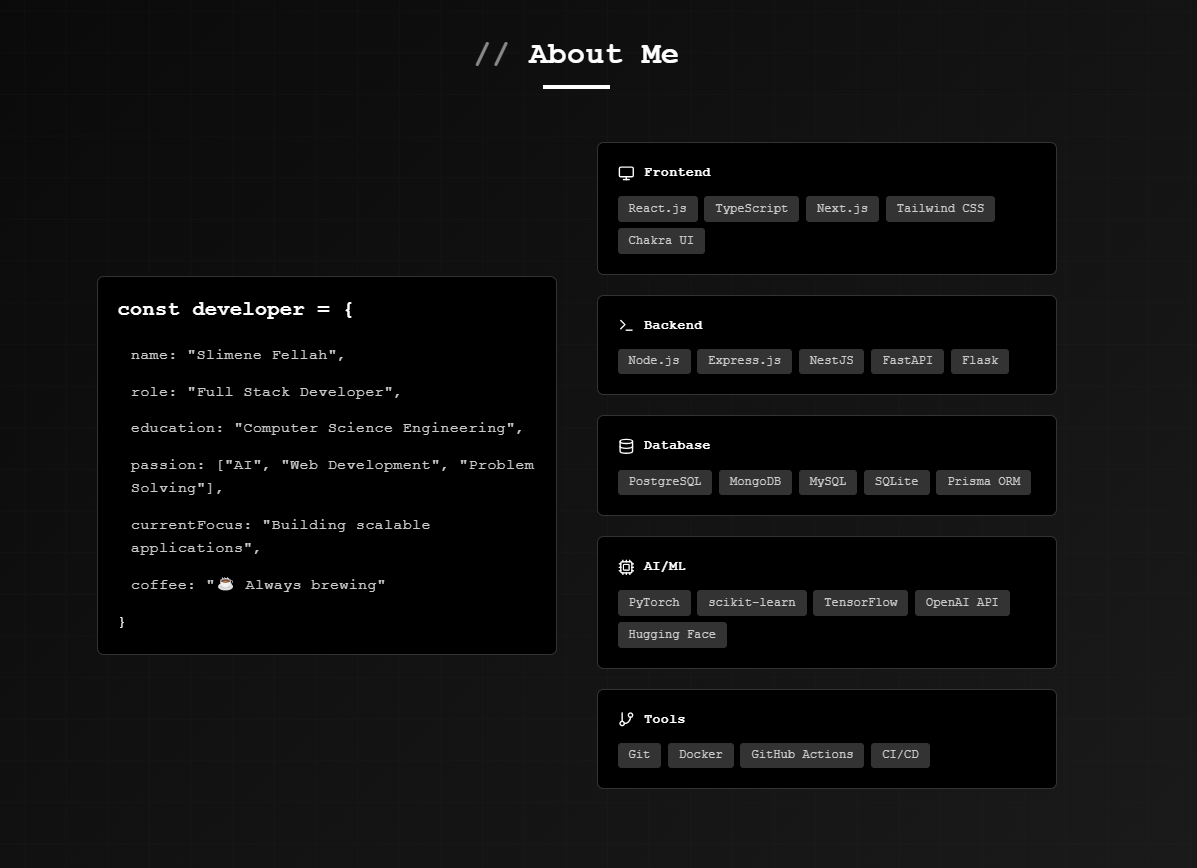 // About Me
const developer = {
name: "Slimene Fellah",
role: "Full Stack Developer",
education: "Computer Science Engineering",
passion: ["AI", "Web Development", "Problem
Solving"],
currentFocus: "Building scalable
applications",
coffee: "☕ Always brewing"
}
Frontend
React.js TypeScript Next.js Tailwind CSS
Chakra UI
Backend
Node.js Express.js NestJS FastAPI Flask
Database
PostgreSQL MongoDB MySQL SQLite Prisma ORM
AI/ML
PyTorch scikit-learn TensorFlow OpenAI API
Hugging Face
Tools
Git Docker GitHub Actions CI/CD